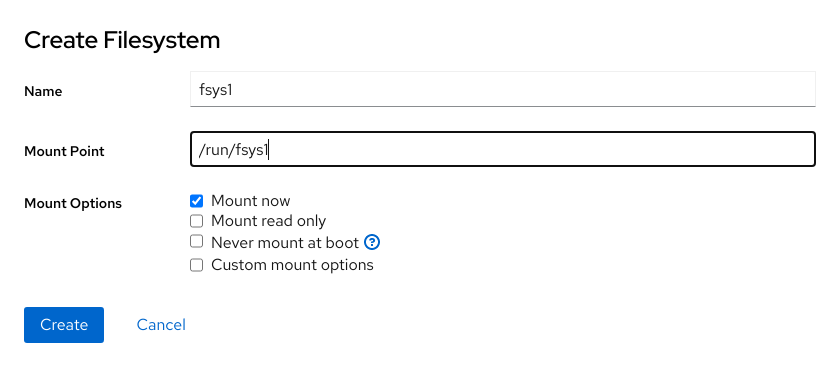 Create Filesystem
Name fsys1
Mount Point /run/fsys1
Mount Options Mount now
Mount read only
Never mount at boot ?
Custom mount options
Create Cancel